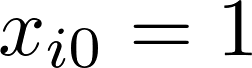 x_{i0} = 1